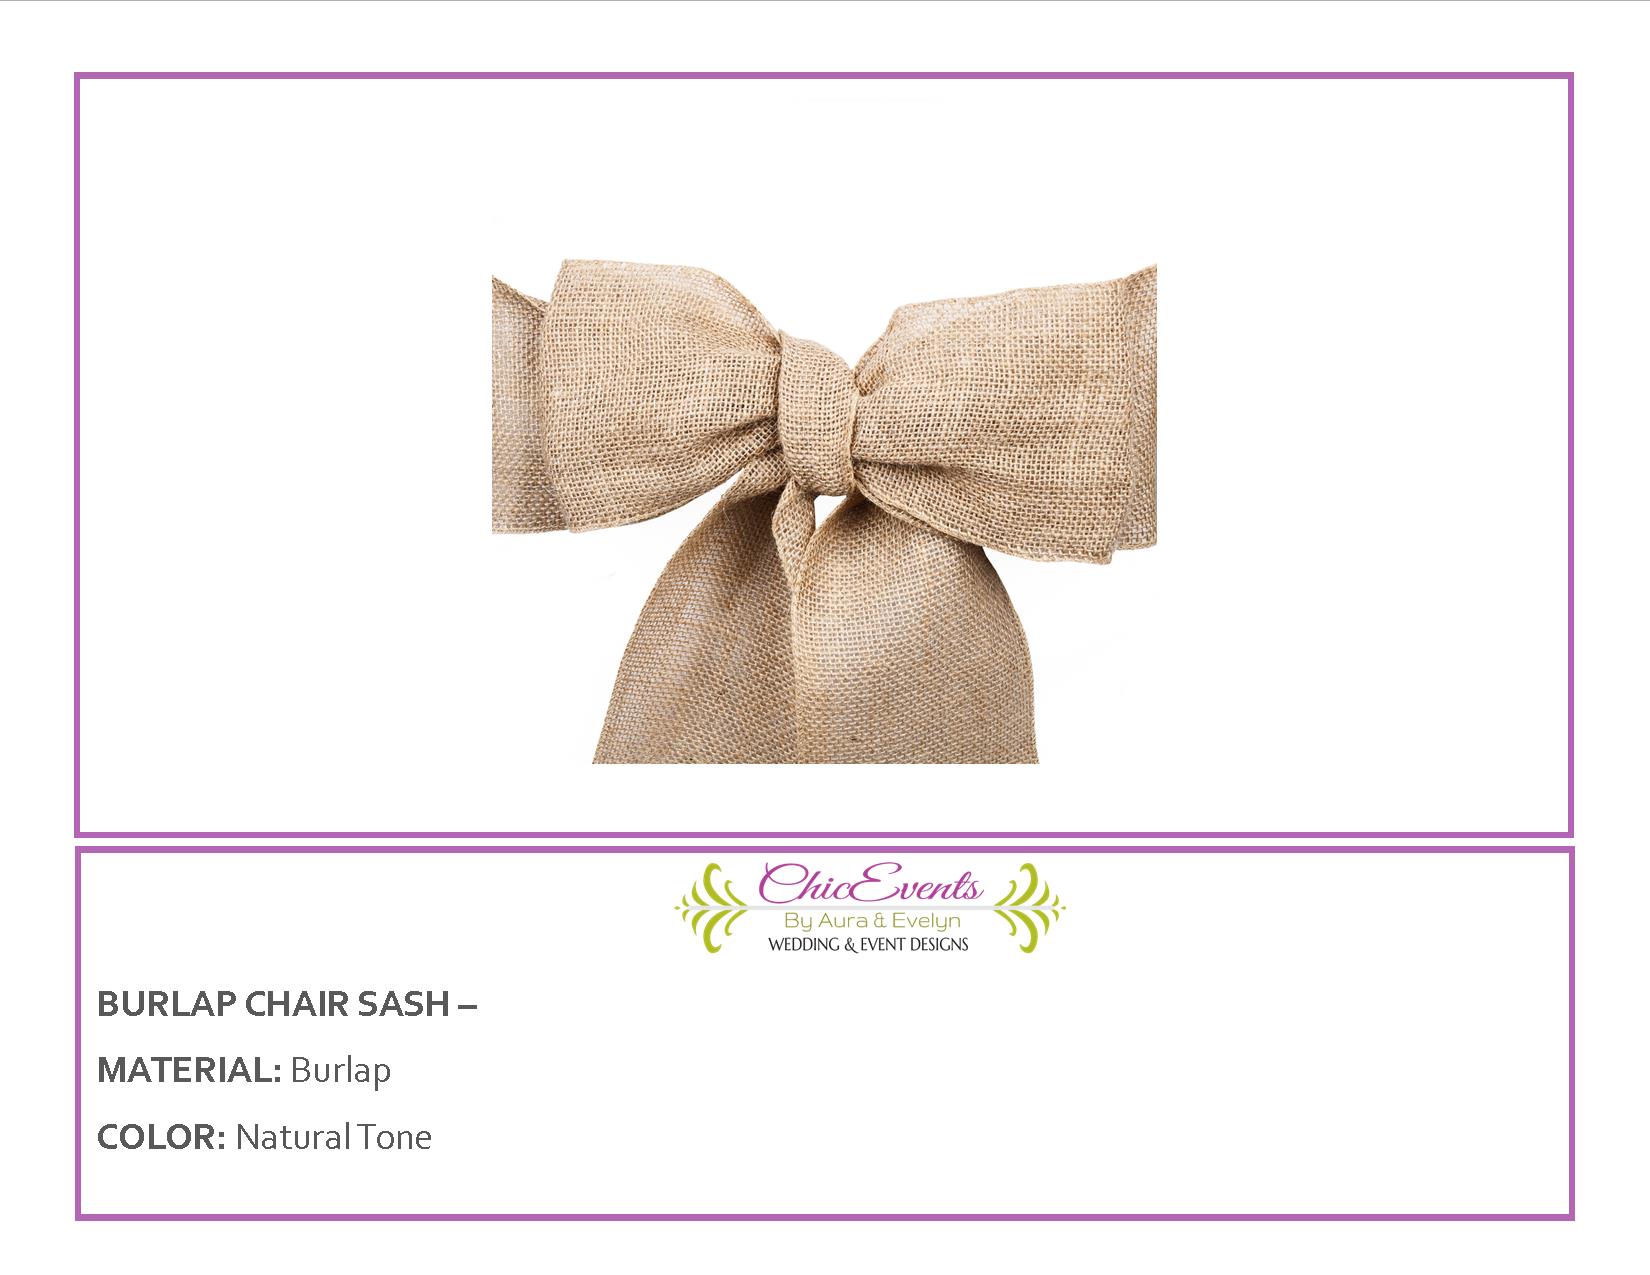 ChicEvents
By Aura & Evelyn
WEDDING & EVENT DESIGNS
BURLAP CHAIR SASH –
MATERIAL: Burlap
COLOR: Natural Tone